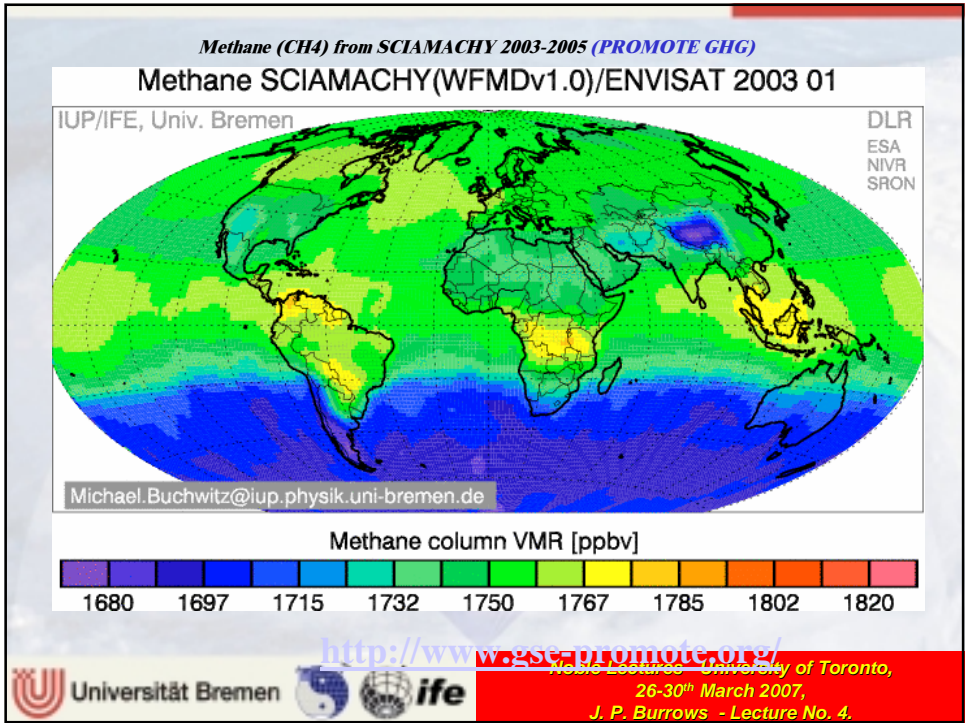 Methane (CH4) from SCIAMACHY 2003-2005 (PROMOTE GHG)
Methane SCIAMACHY(WFMDv1.0)/ENVISAT 2003 01
IUP/IFE, Univ. Bremen
DLR
ESA
NIVR
SRON
Michael.Buchwitz@iup.physik.uni-bremen.de
Methane column VMR [ppbv]
1680 1697 1715 1732 1750 1767 1785 1802 1820
http://www.gse-promote.org/
Universität Bremen
ife
Noble Lectures - University of Toronto,
26-30th March 2007,
J. P. Burrows - Lecture No. 4.